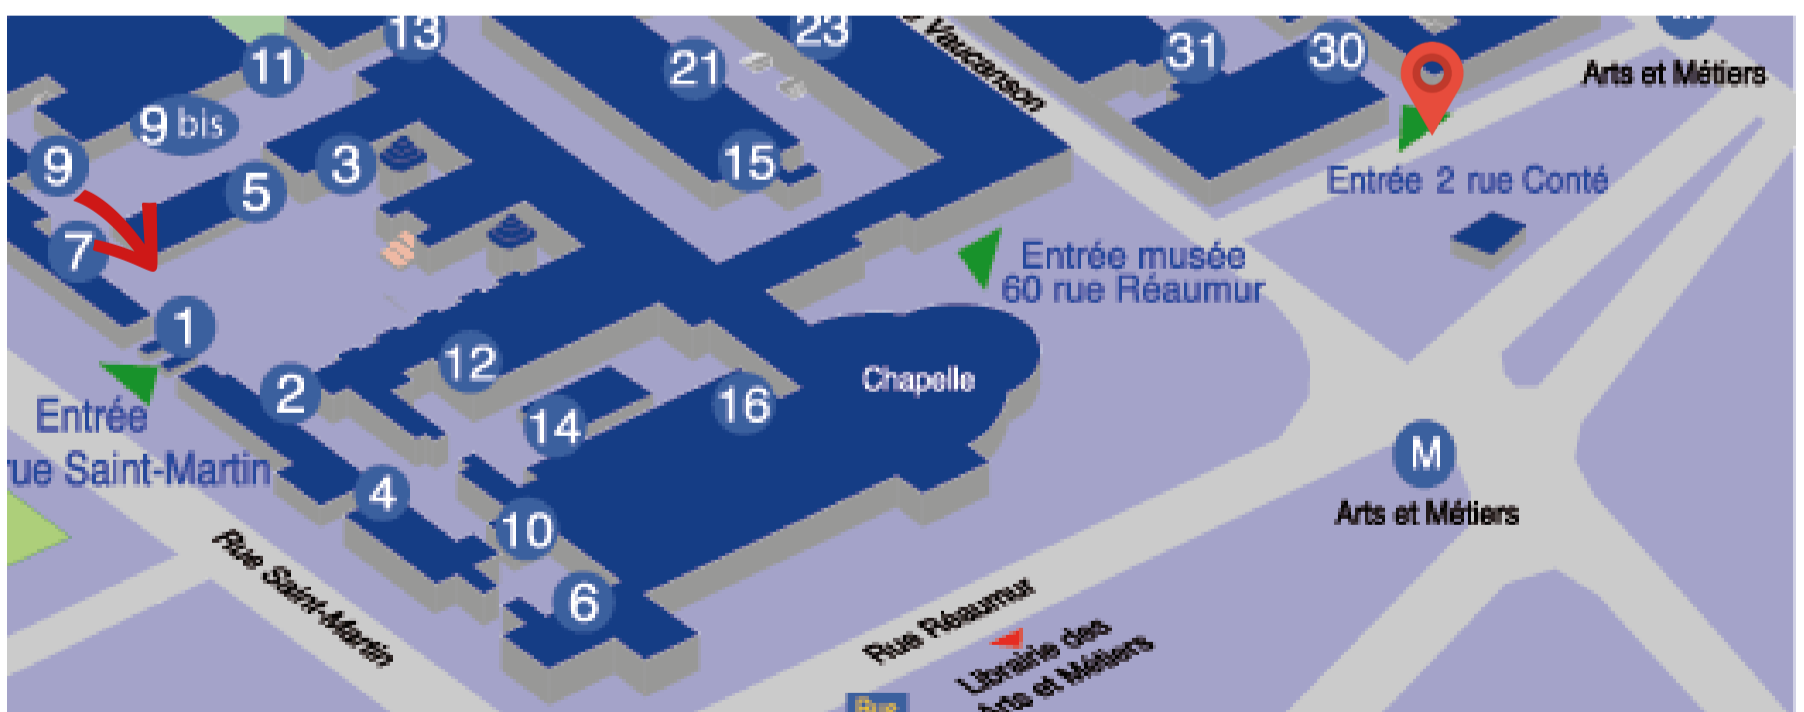 13
23
Vaucanson
31
30
11
21
Arts et Métiers
9 bis
9
3
15
5
Entrée 2 rue Conté
7
Entrée musée
60 rue Réaumur
1
12
Chapelle
2
16
Entrée
rue Saint-Martin
14
M
4
Arts et Métiers
10
Rue Saint-Martin
6
Rue Réaumur
Librairie des
Arts et Métiers
Rue